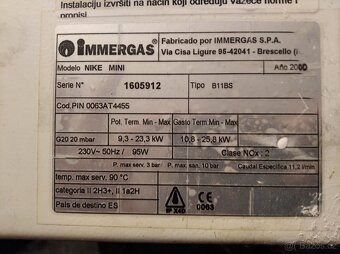 Instalaciju izvršiti na način koji određuju važeće norme i
propisi
IMMERGAS
Fabricado por IMMERGAS S.P.A.
Via Cisa Ligure 95-42041 - Brescello
Modelo NIKE MINI
Año 2000
Serie N° 1605912 Tipo B11BS
Cod.PIN 0063AT4455
Pot. Term. Min - Max Gasto Term Min - Max
G20 20 mbar 9,3 - 23,3 kW 10,8 - 25,8 kW
230V~ 50Hz / 95W Clase NOx: 2
P.max. serv. 3 bar P.max. san. 10 bar Caudal Específica 11,2 l/min.
temp. max serv. 90 °C
categoria II 2H3+, II 1a2H
País de destino ES
IP X4D
CE
0063